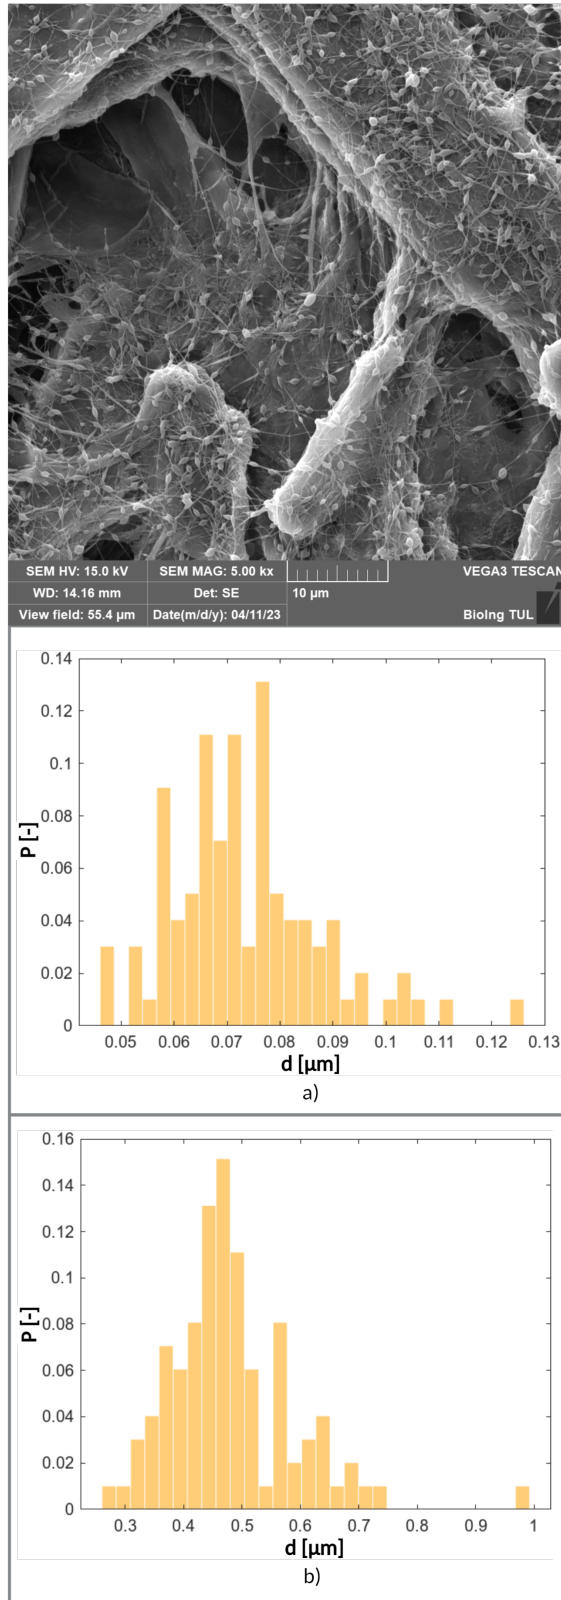 SEM HV: 15.0 kV SEM MAG: 5.00 kx VEGA3 TESCAN
WD: 14.16 mm Det: SE 10 µm
View field: 55.4 µm Date(m/d/y): 04/11/23 BioIng TUL
0.14
0.12
0.1
0.08
0.06
0.04
0.02
0
P [-]
0.05 0.06 0.07 0.08 0.09 0.1 0.11 0.12 0.13
d [µm]
a)
0.16
0.14
0.12
0.1
0.08
0.06
0.04
0.02
0
P [-]
0.3 0.4 0.5 0.6 0.7 0.8 0.9 1
d [µm]
b)